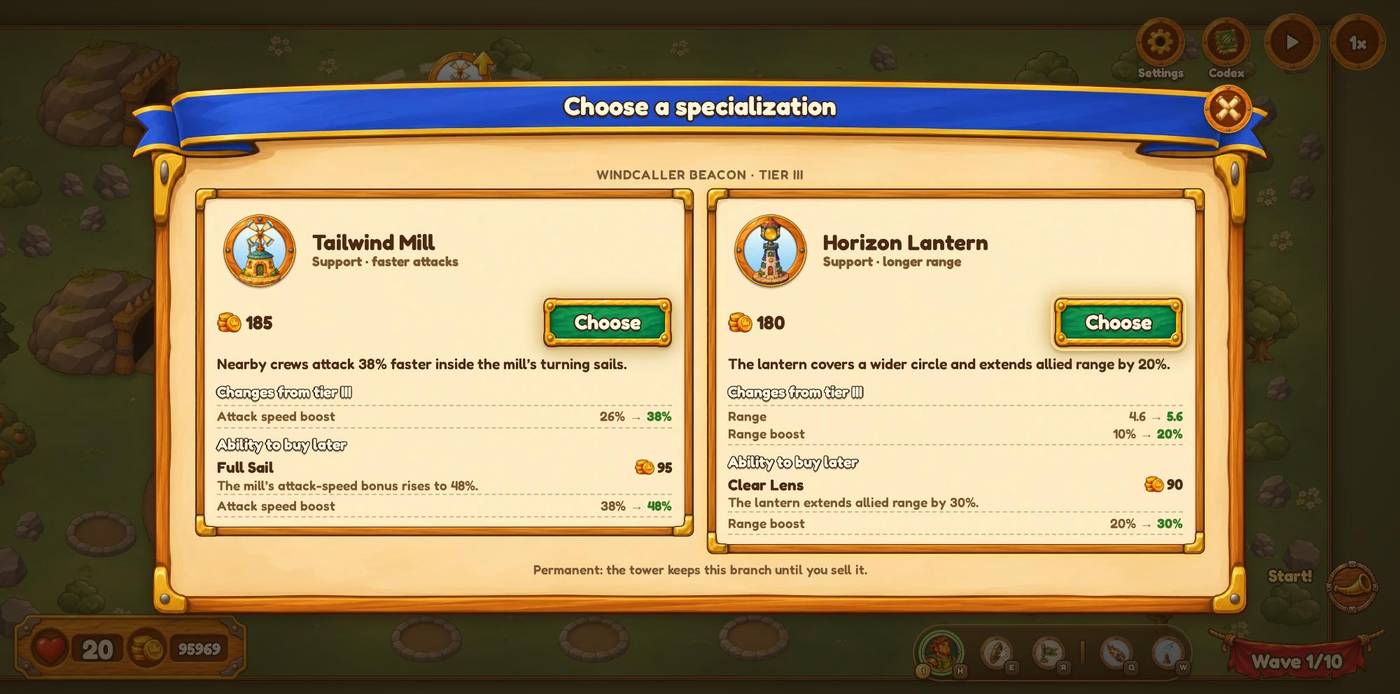 Settings
Codex
1x
Choose a specialization
WINDCALLER BEACON · TIER III
Tailwind Mill
Support · faster attacks
185
Choose
Nearby crews attack 38% faster inside the mill's turning sails.
Changes from tier III
Attack speed boost 26% → 38%
Ability to buy later
Full Sail 95
The mill's attack-speed bonus rises to 48%.
Attack speed boost 38% → 48%
Horizon Lantern
Support · longer range
180
Choose
The lantern covers a wider circle and extends allied range by 20%.
Changes from tier III
Range 4.6 → 5.6
Range boost 10% → 20%
Ability to buy later
Clear Lens 90
The lantern extends allied range by 30%.
Range boost 20% → 30%
Permanent: the tower keeps this branch until you sell it.
Start!
20 95969
H E R Q W
Wave 1/10